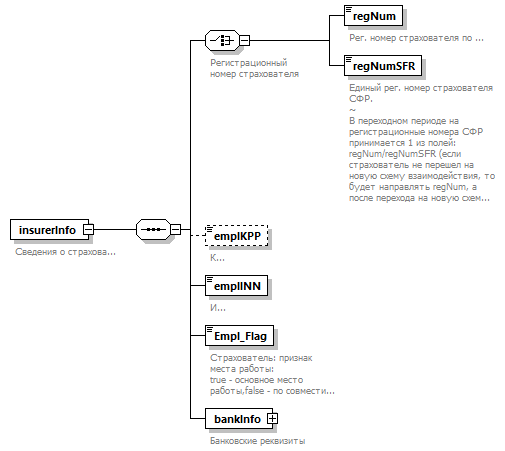 regNum
Рег. номер страхователя по ...
Регистрационный
номер страхователя
regNumSFR
Единый рег. номер страхователя
СФР.
~
В переходном периоде на
регистрационные номера СФР
принимается 1 из полей:
regNum/regNumSFR (если
страхователь не перешел на
новую схему взаимодействия, то
будет направлять regNum, а
после перехода на новую схем...
insurerInfo
Сведения о страхова...
emplKPP
К...
emplINN
И...
Empl_Flag
Страхователь: признак
места работы:
true - основное место
работы,false - по совмести...
bankInfo
Банковские реквизиты